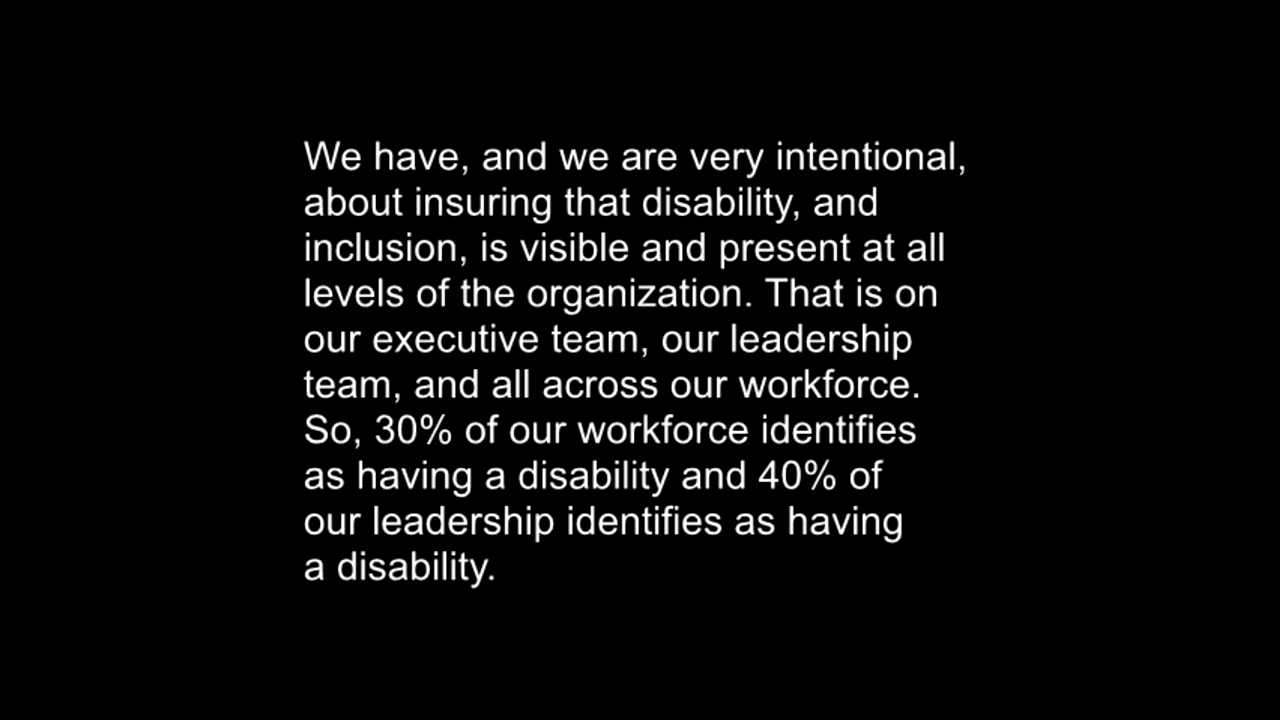 We have, and we are very intentional,
about insuring that disability, and
inclusion, is visible and present at all
levels of the organization. That is on
our executive team, our leadership
team, and all across our workforce.
So, 30% of our workforce identifies
as having a disability and 40% of
our leadership identifies as having
a disability.